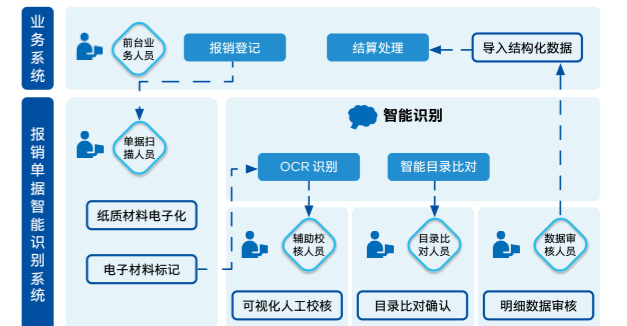 业务系统
前台业
务人员
报销登记
结算处理
导入结构化数据
报销单据智能识别系统
单据扫
描人员
纸质材料电子化
电子材料标记
智能识别
OCR 识别
智能目录比对
辅助校
核人员
可视化人工校核
目录比
对人员
目录比对确认
数据审
核人员
明细数据审核